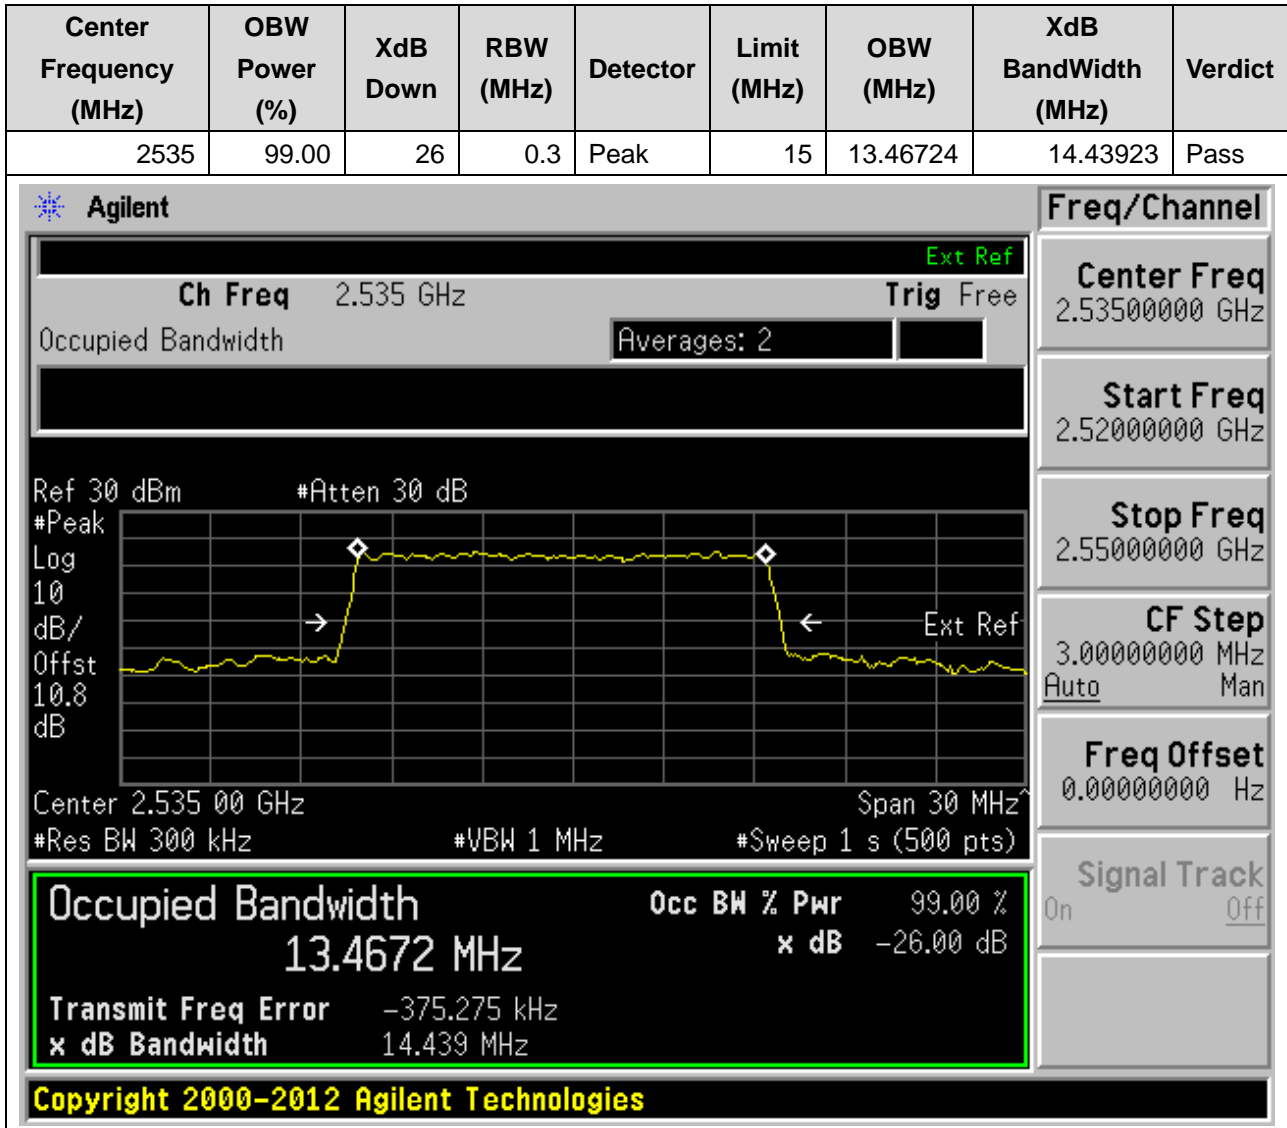 Center Frequency (MHz) OBW Power (%) XdB Down RBW (MHz) Detector Limit (MHz) OBW (MHz) XdB BandWidth (MHz) Verdict
2535 99.00 26 0.3 Peak 15 13.46724 14.43923 Pass
Agilent
Freq/Channel
Ext Ref
Ch Freq 2.535 GHz Trig Free
Occupied Bandwidth Averages: 2
Center Freq
2.53500000 GHz
Start Freq
2.52000000 GHz
Stop Freq
2.55000000 GHz
CF Step
3.00000000 MHz
Auto Man
Freq Offset
0.00000000 Hz
Signal Track
On Off
Ref 30 dBm #Atten 30 dB
#Peak
Log
10
dB/
Offst
10.8
dB
Ext Ref
Center 2.535 00 GHz Span 30 MHz^
#Res BW 300 kHz #VBW 1 MHz #Sweep 1 s (500 pts)
Occupied Bandwidth
13.4672 MHz
Occ BW % Pwr 99.00 %
x dB -26.00 dB
Transmit Freq Error -375.275 kHz
x dB Bandwidth 14.439 MHz
Copyright 2000-2012 Agilent Technologies